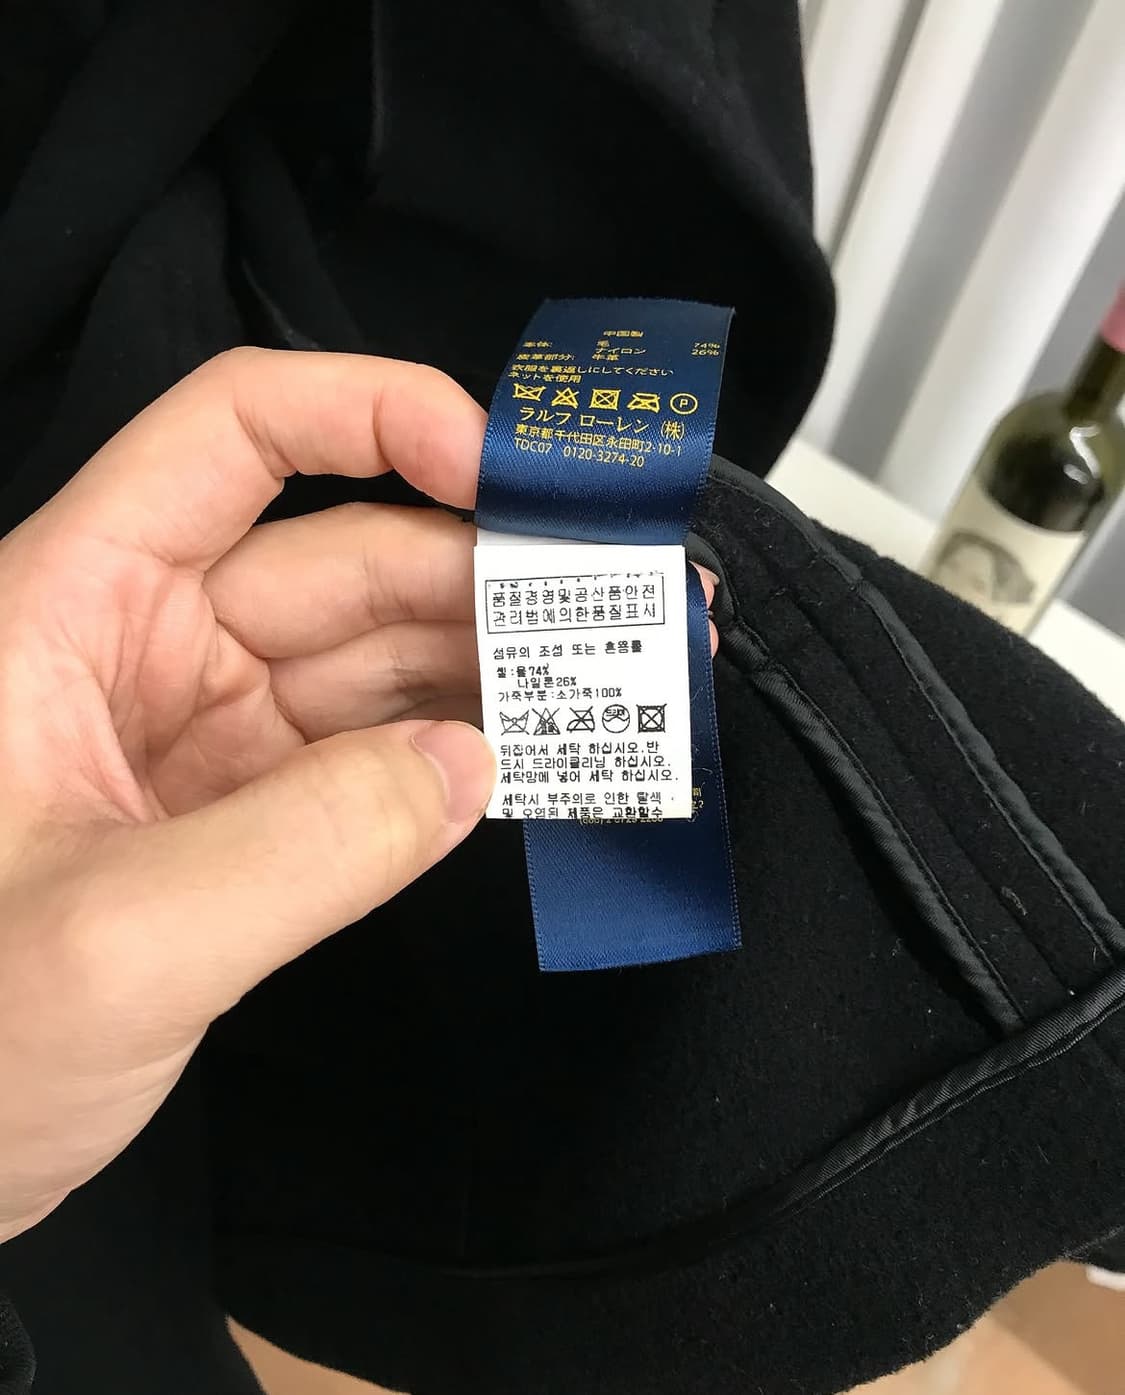 中国製
本体: 毛 74%
ナイロン 26%
皮革部分: 牛革
衣服を裏返しにしてください
ネットを使用
P
ラルフ ローレン (株)
東京都千代田区永田町2-10-1
TDC07 0120-3274-20
품질경영및공산품안전
관리법에의한품질표시
섬유의 조성 또는 혼용률
쉘:울74%
나일론26%
가죽부분:소가죽100%
드라이
뒤집어서 세탁 하십시오.반
드시 드라이클리닝 하십시오.
세탁망에 넣어 세탁 하십시오.
세탁시 부주의로 인한 탈색
및 오염된 제품은 교환할수